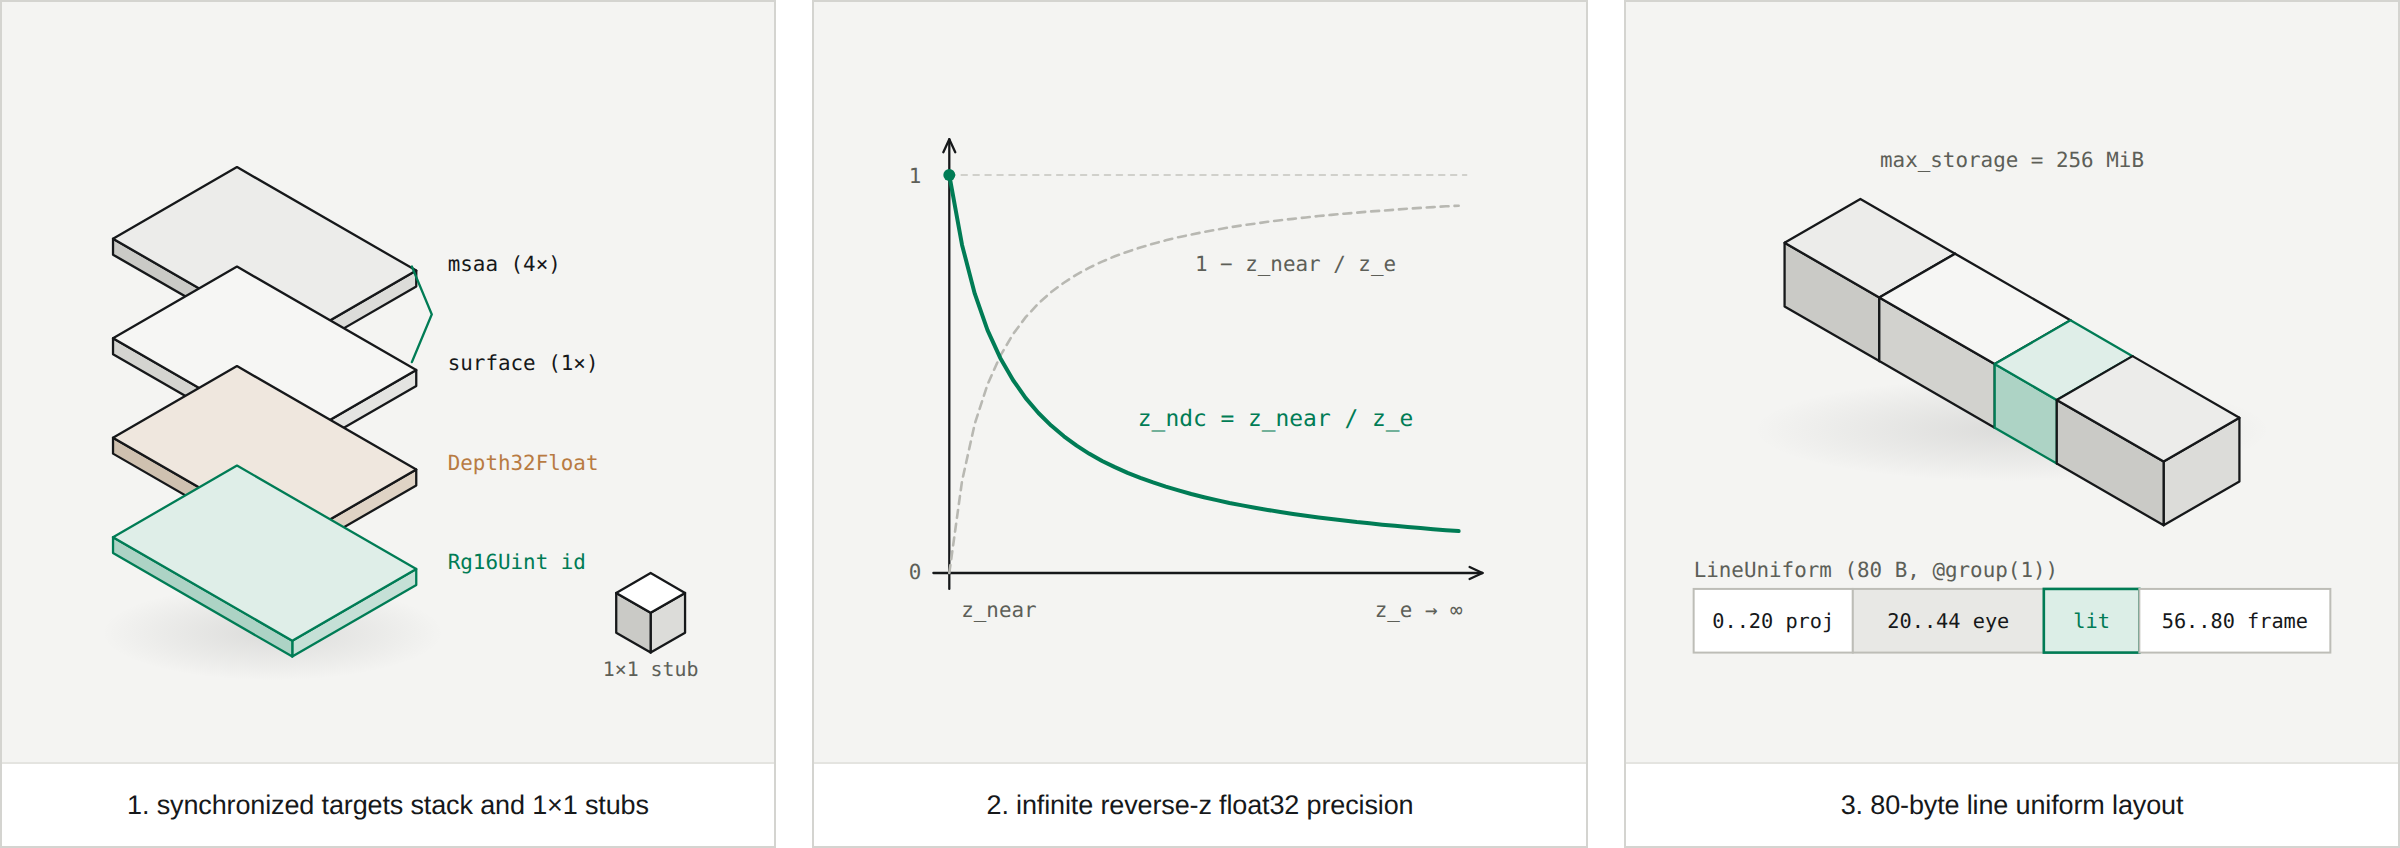 msaa (4×)
surface (1×)
Depth32Float
Rg16Uint id
1×1 stub
1. synchronized targets stack and 1×1 stubs
1
1 − z_near / z_e
z_ndc = z_near / z_e
0
z_near
z_e → ∞
2. infinite reverse-z float32 precision
max_storage = 256 MiB
LineUniform (80 B, @group(1))
0..20 proj
20..44 eye
lit
56..80 frame
3. 80-byte line uniform layout